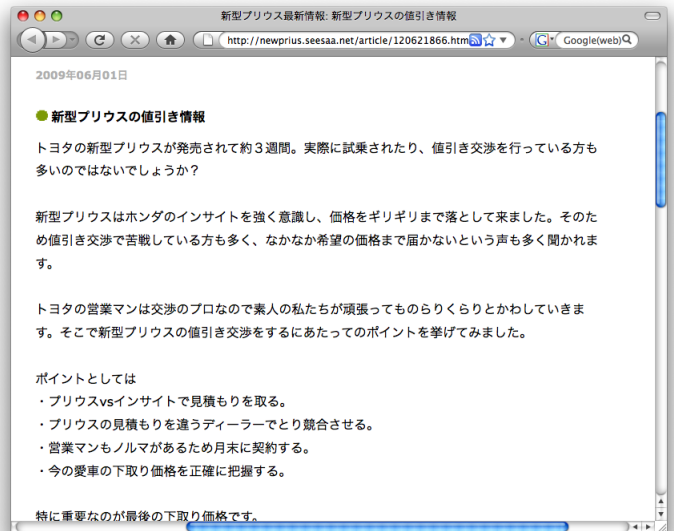 新型プリウス最新情報: 新型プリウスの値引き情報
http://newprius.seesaa.net/article/120621866.htm
Google(web)
2009年06月01日
新型プリウスの値引き情報
トヨタの新型プリウスが発売されて約３週間。実際に試乗されたり、値引き交渉を行っている方も
多いのではないでしょうか？
新型プリウスはホンダのインサイトを強く意識し、価格をギリギリまで落として来ました。そのた
め値引き交渉で苦戦している方も多く、なかなか希望の価格まで届かないという声も多く聞かれま
す。
トヨタの営業マンは交渉のプロなので素人の私たちが頑張ってものらりくらりとかわしていきま
す。そこで新型プリウスの値引き交渉をするにあたってのポイントを挙げてみました。
ポイントとしては
・プリウスvsインサイトで見積もりを取る。
・プリウスの見積もりを違うディーラーでとり競合させる。
・営業マンもノルマがあるため月末に契約する。
・今の愛車の下取り価格を正確に把握する。
特に重要なのが最後の下取り価格です。